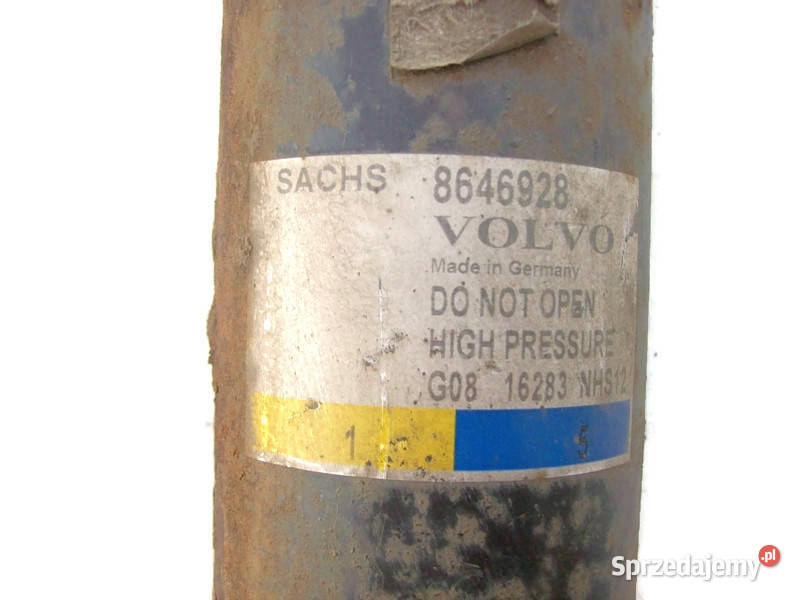 SACHS 8646928
VOLVO
Made in Germany
DO NOT OPEN
HIGH PRESSURE
G08 16283 NHS12
1 5
Sprzedajemy.pl